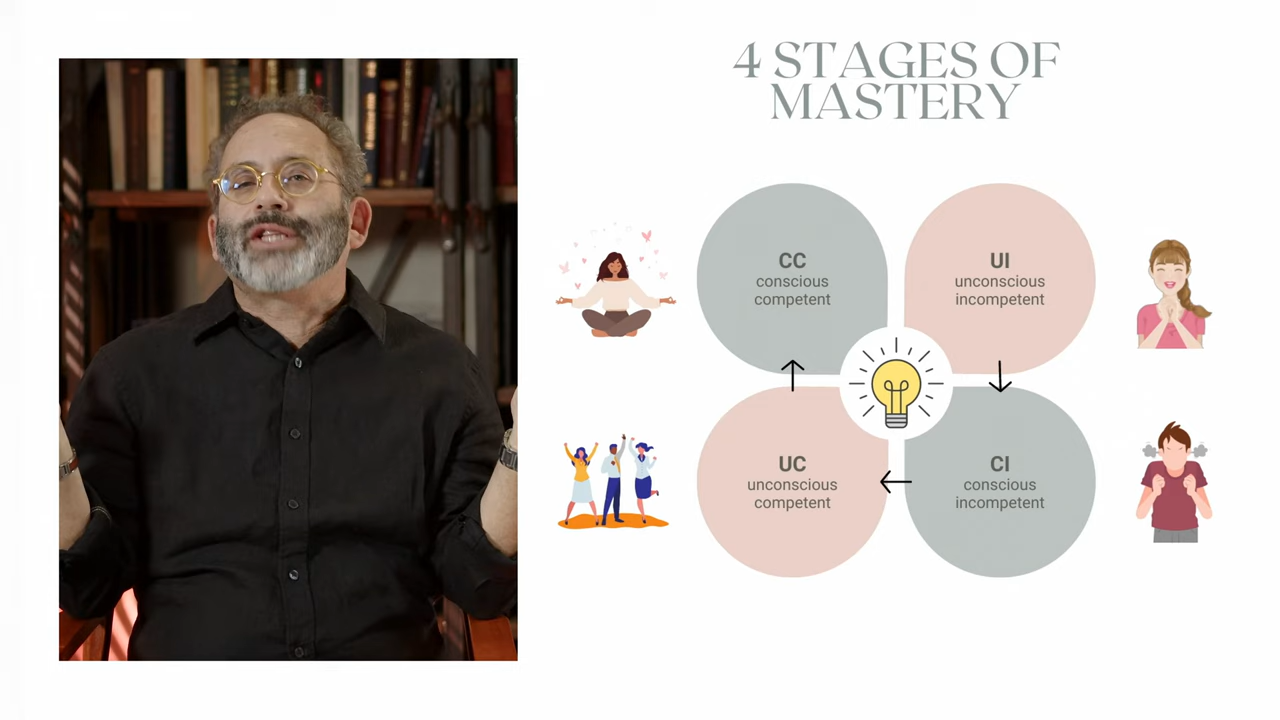 4 STAGES OF
MASTERY
CC
conscious
competent
UI
unconscious
incompetent
UC
unconscious
competent
CI
conscious
incompetent